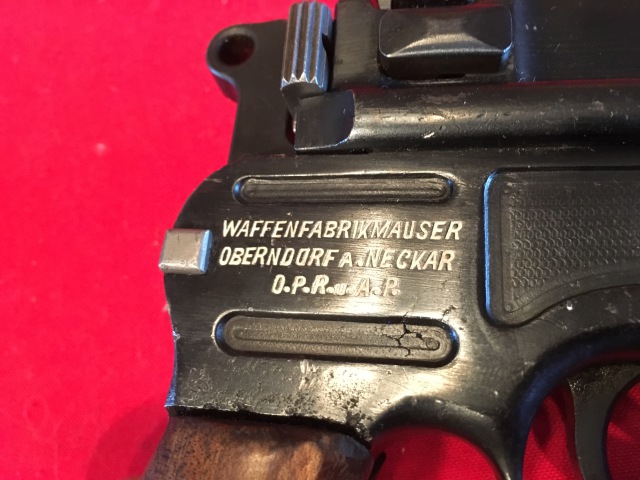 WAFFENFABRIKMAUSER
OBERNDORF A. NECKAR
D.P.R.u.A.P.